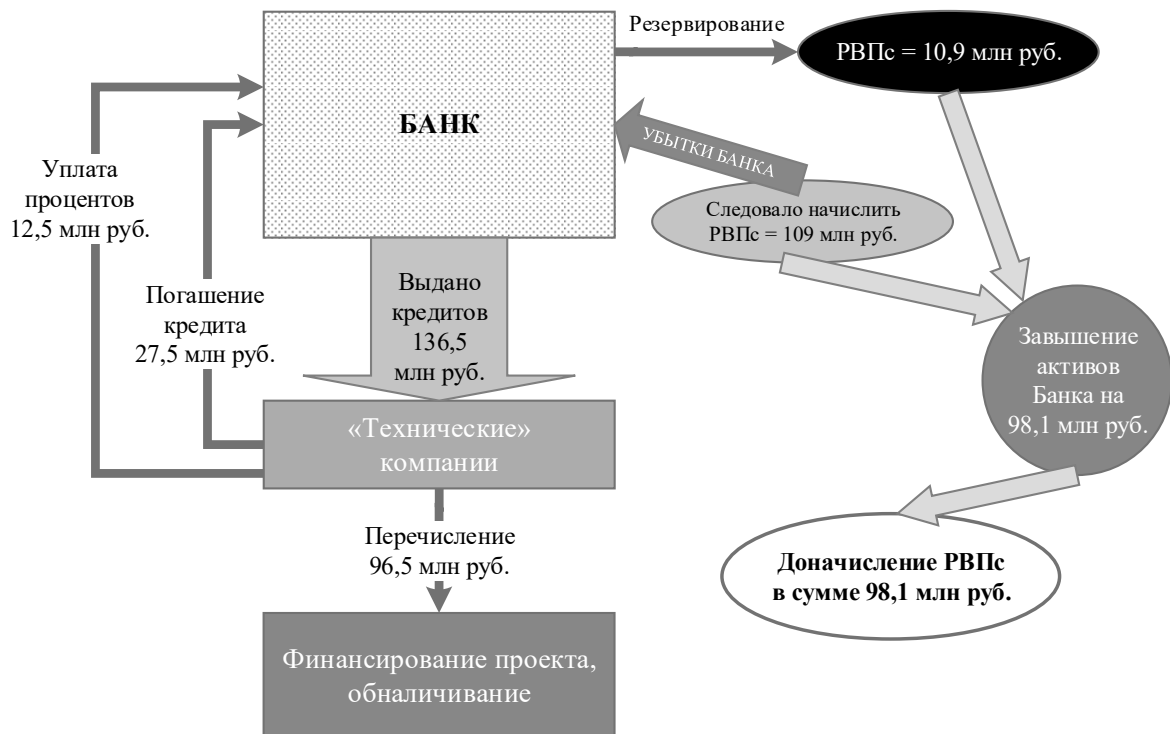 Резервирование
РВПс = 10,9 млн руб.
БАНК
УБЫТКИ БАНКА
Уплата
процентов
12,5 млн руб.
Следовало начислить
РВПс = 109 млн руб.
Погашение
кредита
27,5 млн руб.
Выдано
кредитов
136,5
млн руб.
Завышение
активов
Банка на
98,1 млн руб.
«Технические»
компании
Перечисление
96,5 млн руб.
Доначисление РВПс
в сумме 98,1 млн руб.
Финансирование проекта,
обналичивание